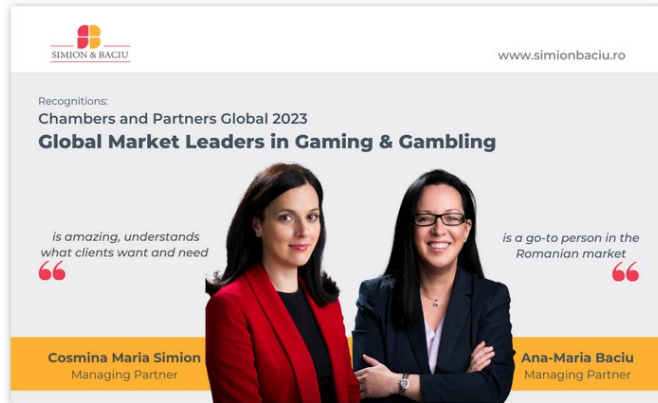 SIMION & BACIU
www.simionbaciu.ro
Recognitions:
Chambers and Partners Global 2023
Global Market Leaders in Gaming & Gambling
is amazing, understands
what clients want and need
is a go-to person in the
Romanian market
Cosmina Maria Simion
Managing Partner
Ana-Maria Baciu
Managing Partner